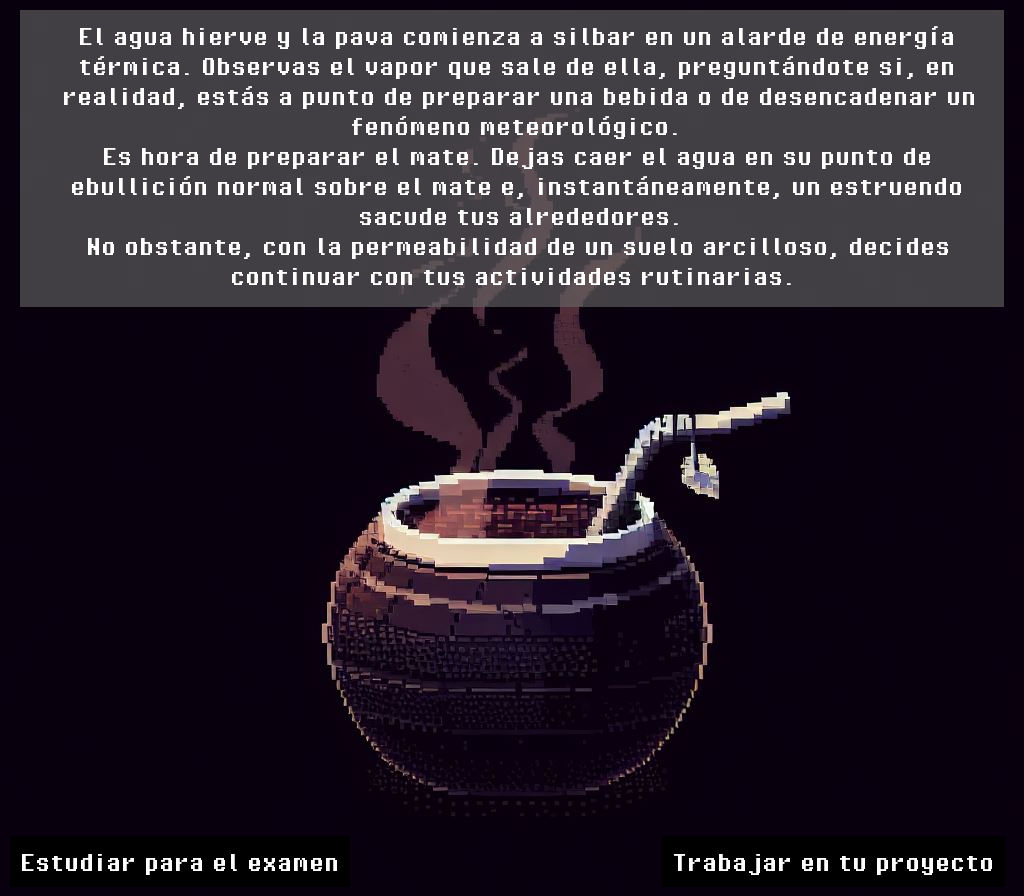 El agua hierve y la pava comienza a silbar en un alarde de energía
térmica. Observas el vapor que sale de ella, preguntándote si, en
realidad, estás a punto de preparar una bebida o de desencadenar un
fenómeno meteorológico.
Es hora de preparar el mate. Dejas caer el agua en su punto de
ebullición normal sobre el mate e, instantáneamente, un estruendo
sacude tus alrededores.
No obstante, con la permeabilidad de un suelo arcilloso, decides
continuar con tus actividades rutinarias.
Estudiar para el examen
Trabajar en tu proyecto